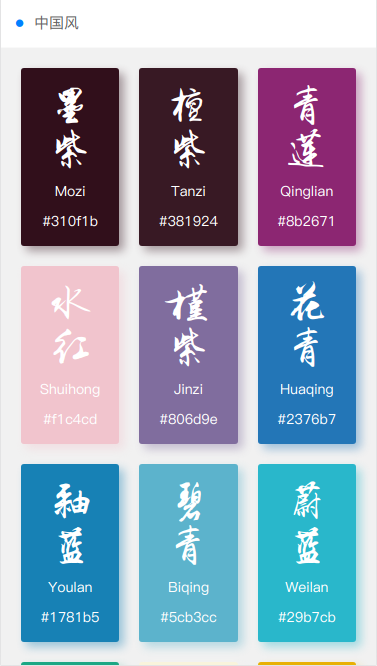 中国风
墨紫
Mozi
#310f1b
檀紫
Tanzi
#381924
青莲
Qinglian
#8b2671
水红
Shuihong
#f1c4cd
槿紫
Jinzi
#806d9e
花青
Huaqing
#2376b7
釉蓝
Youlan
#1781b5
碧青
Biqing
#5cb3cc
蔚蓝
Weilan
#29b7cb